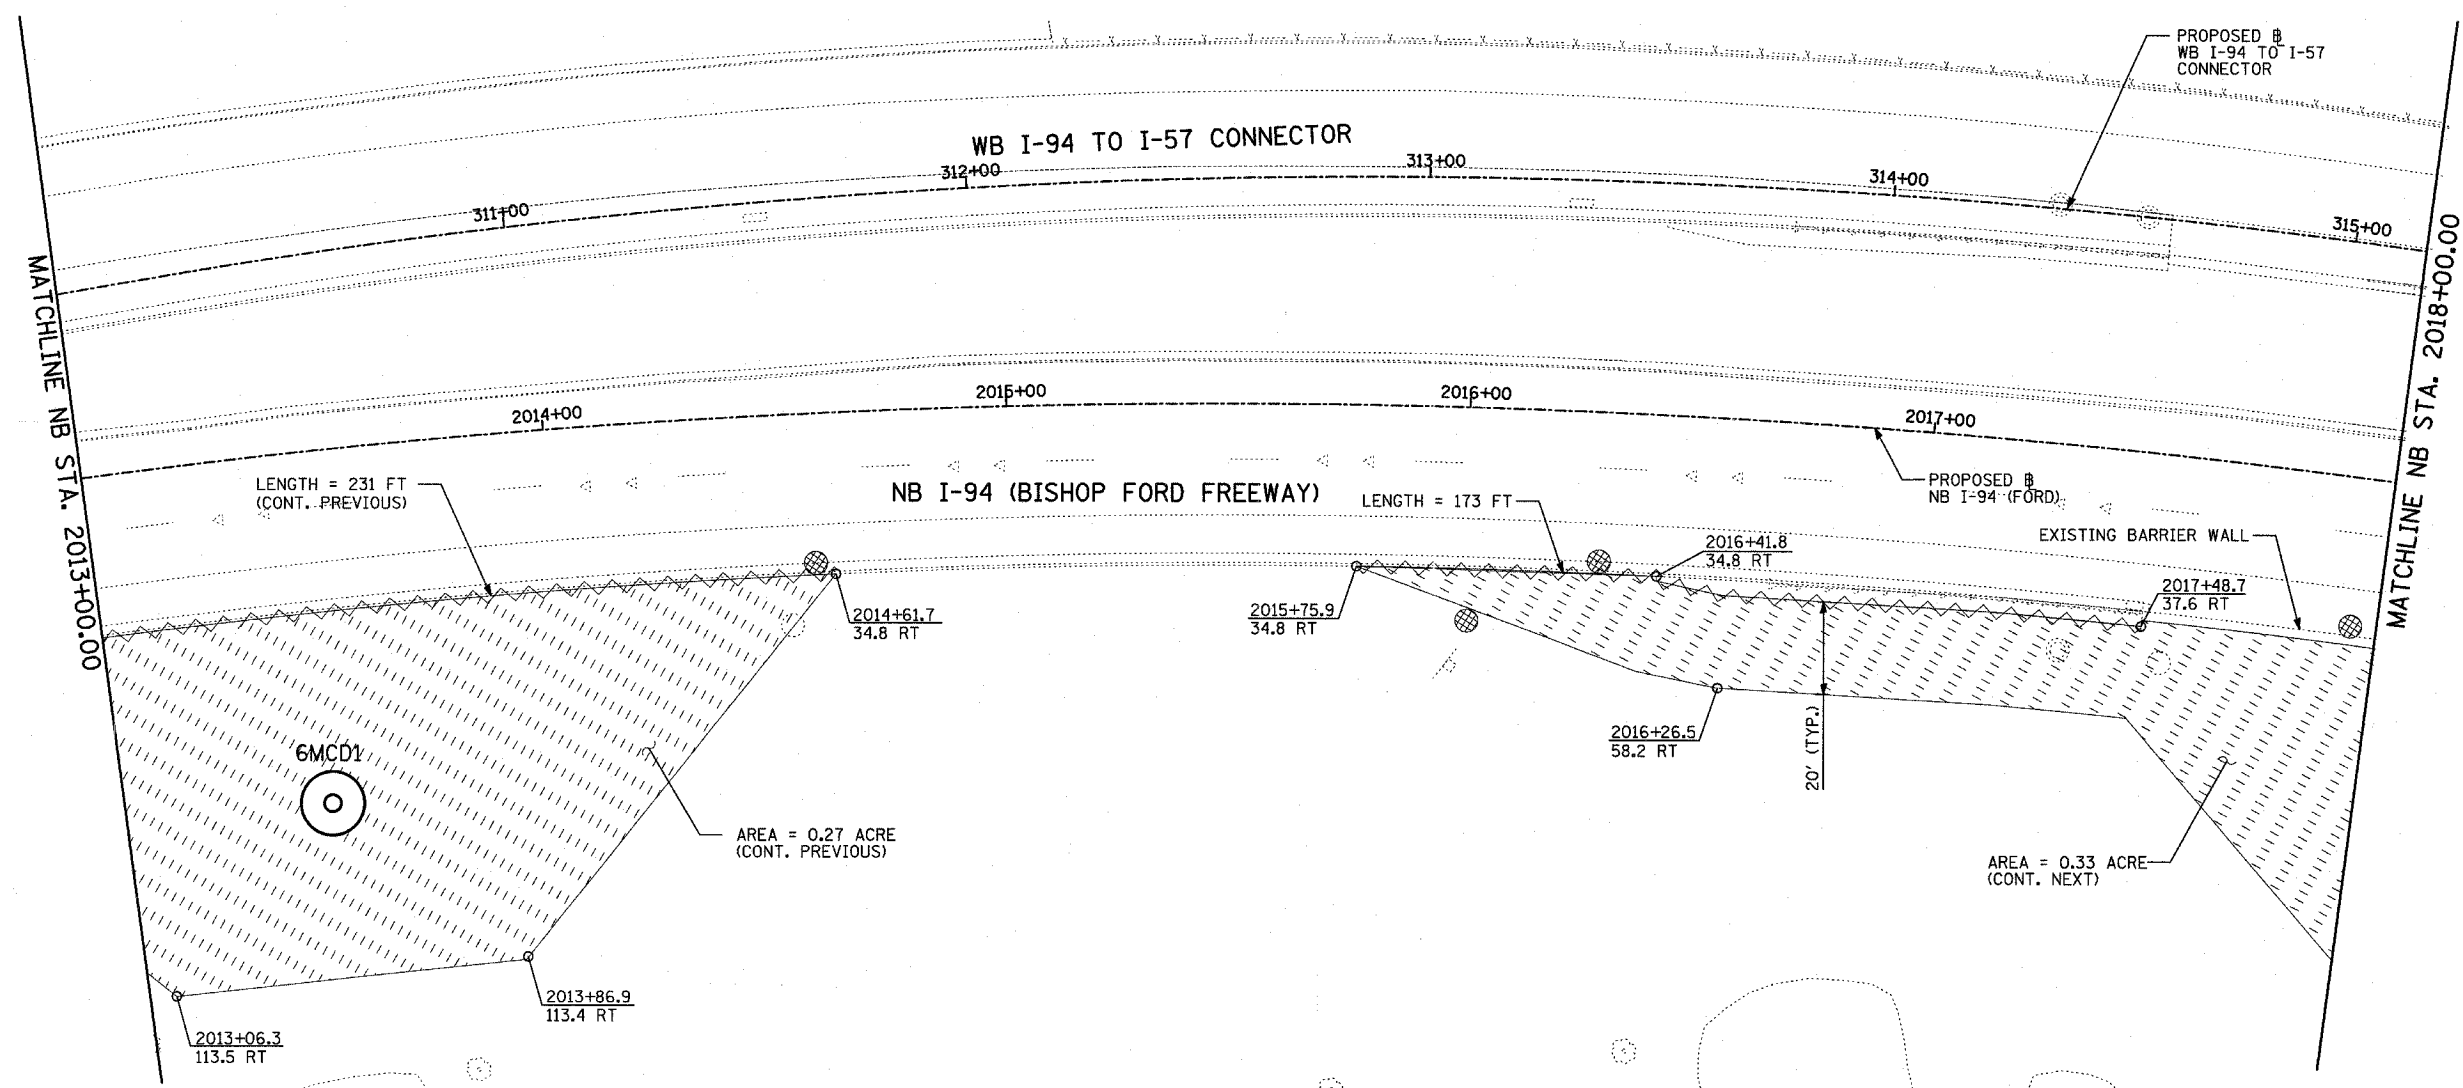 PROPOSED B
WB I-94 TO I-57
CONNECTOR
WB I-94 TO I-57 CONNECTOR
311+00
312+00
313+00
314+00
315+00
MATCHLINE NB STA. 2013+00.00
MATCHLINE NB STA. 2018+00.00
2014+00
2015+00
2016+00
2017+00
LENGTH = 231 FT
(CONT. PREVIOUS)
NB I-94 (BISHOP FORD FREEWAY)
LENGTH = 173 FT
PROPOSED B
NB I-94 (FORD)
EXISTING BARRIER WALL
2016+41.8
34.8 RT
2017+48.7
37.6 RT
2014+61.7
34.8 RT
2015+75.9
34.8 RT
2016+26.5
58.2 RT
20' (TYP.)
6MCD1
AREA = 0.27 ACRE
(CONT. PREVIOUS)
AREA = 0.33 ACRE
(CONT. NEXT)
2013+86.9
113.4 RT
2013+06.3
113.5 RT